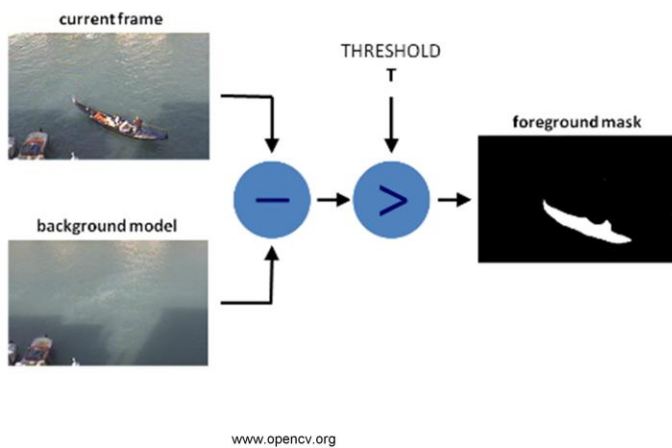 current frame
THRESHOLD
T
foreground mask
−
>
background model
www.opencv.org